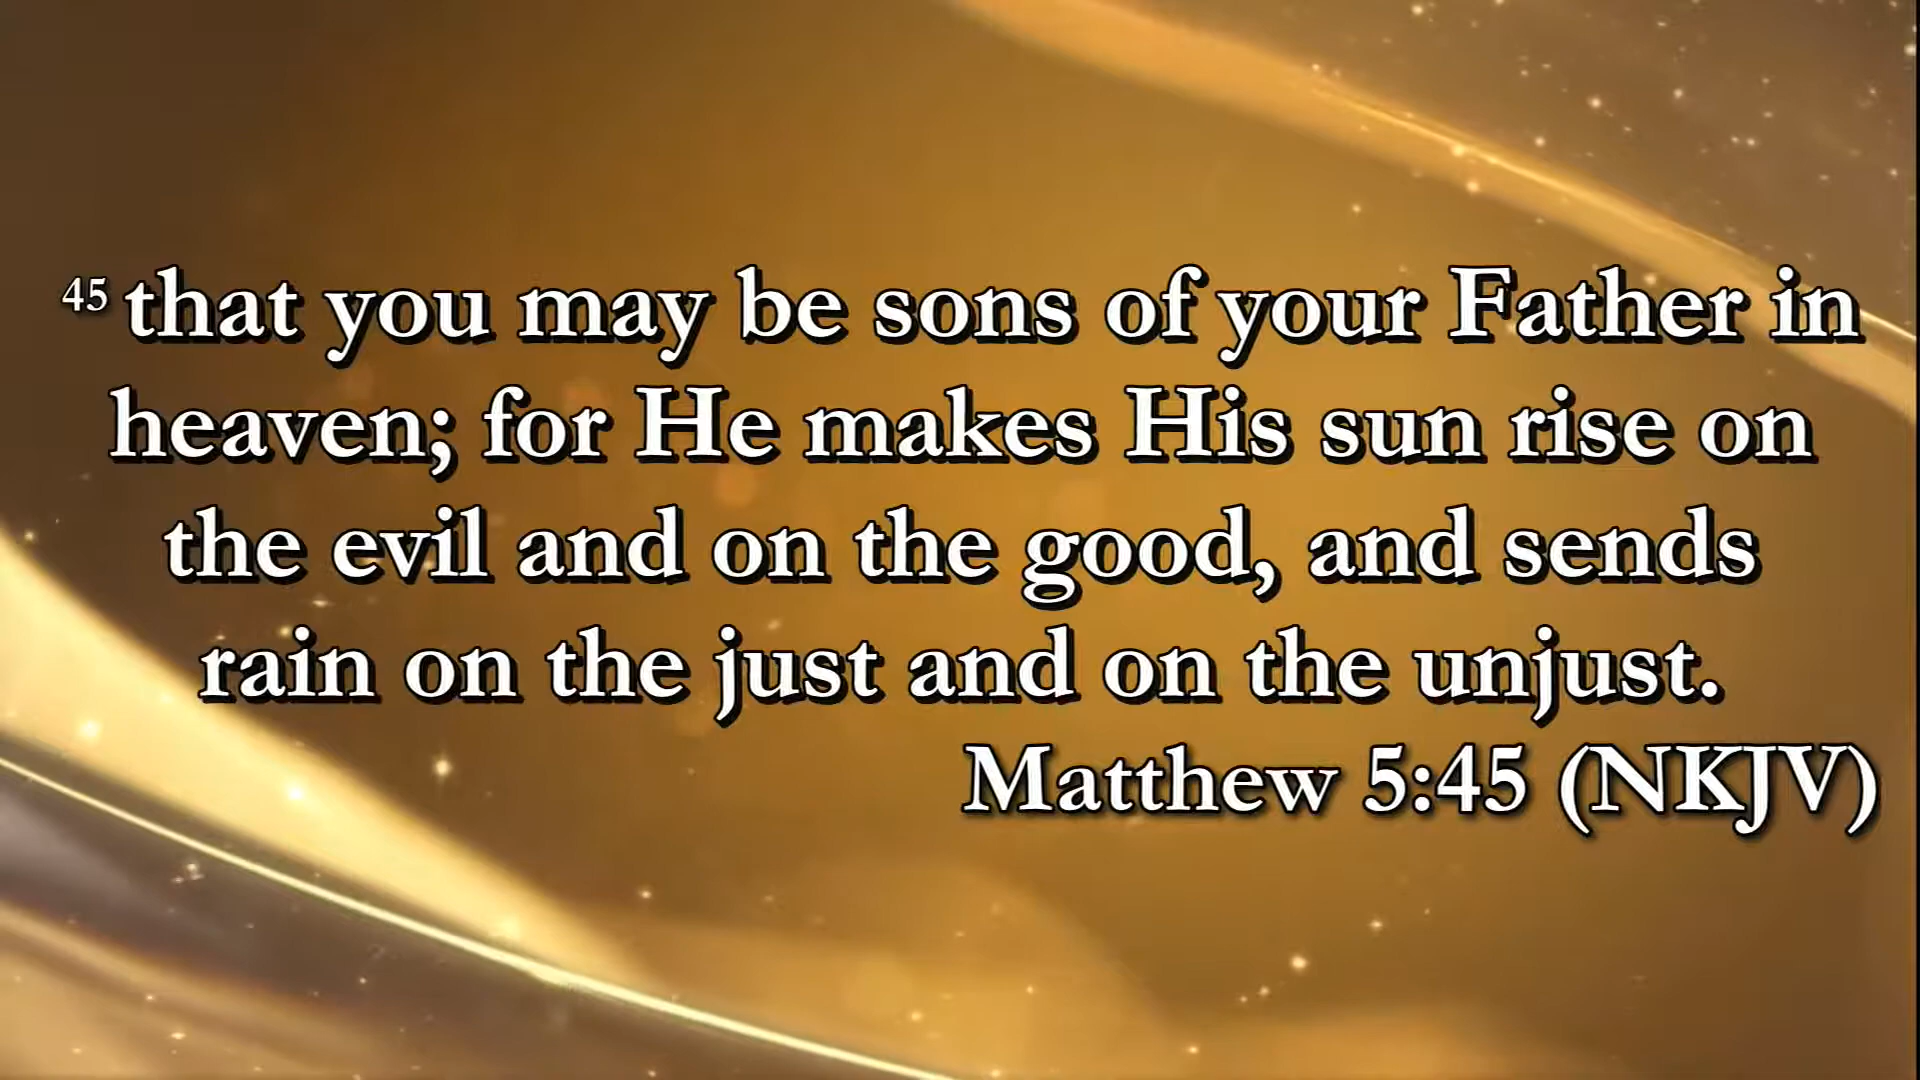 45 that you may be sons of your Father in
heaven; for He makes His sun rise on
the evil and on the good, and sends
rain on the just and on the unjust.
Matthew 5:45 (NKJV)